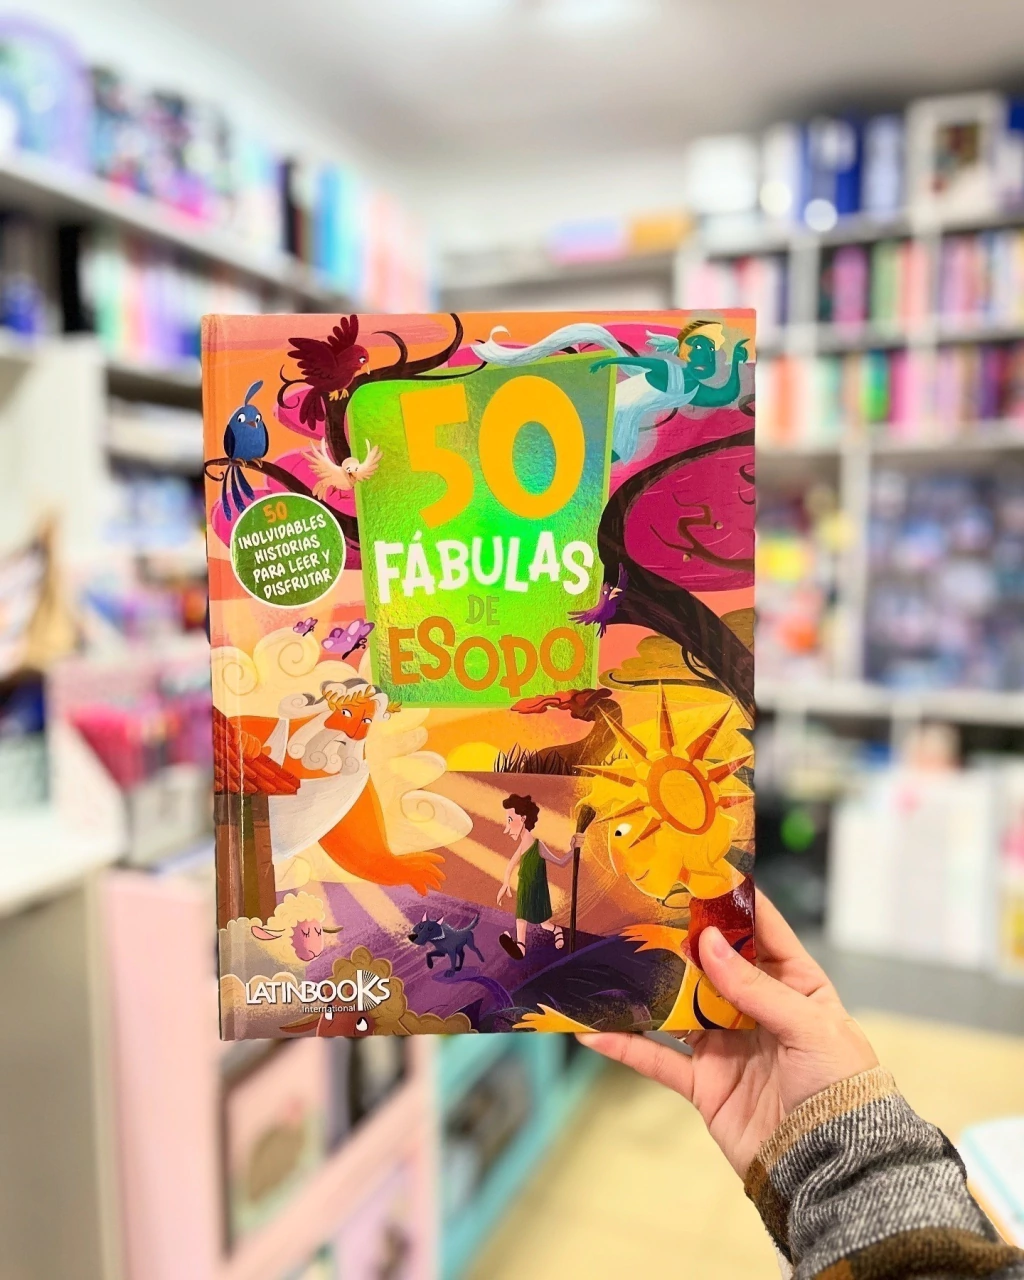 50
FÁBULAS
DE
ESOPO
50
INOLVIDABLES
HISTORIAS
PARA LEER Y
DISFRUTAR
LATINBOOKS
International